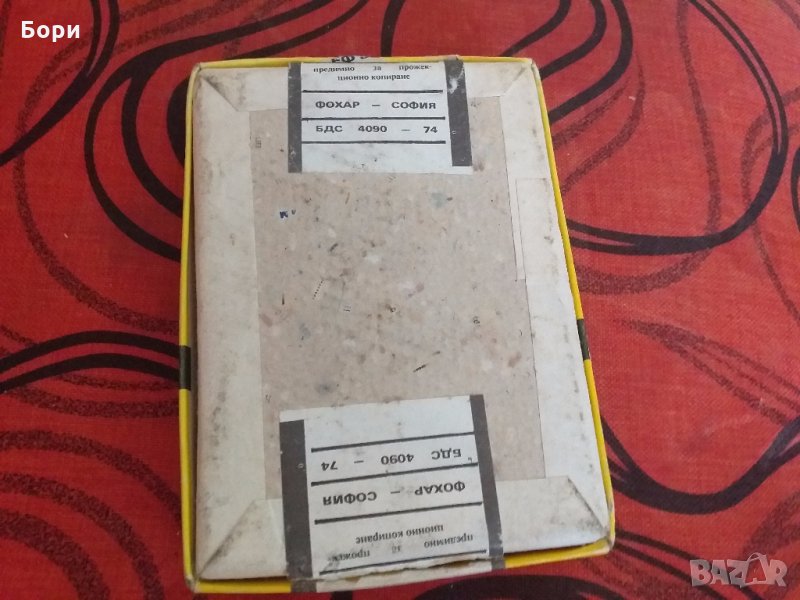 Бори
предимно за прожек-
ционно копиране
ФОХАР – СОФИЯ
БДС 4090 – 74
БДС 4090 – 74
ФОХАР – СОФИЯ
ционно копиране
предимно за прожек-
BAZAR